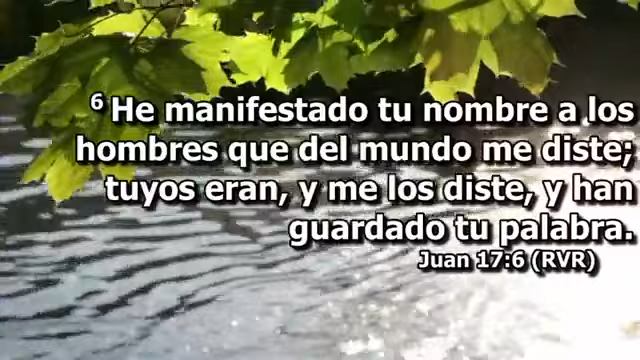 6 He manifestado tu nombre a los
hombres que del mundo me diste;
tuyos eran, y me los diste, y han
guardado tu palabra.
Juan 17:6 (RVR)